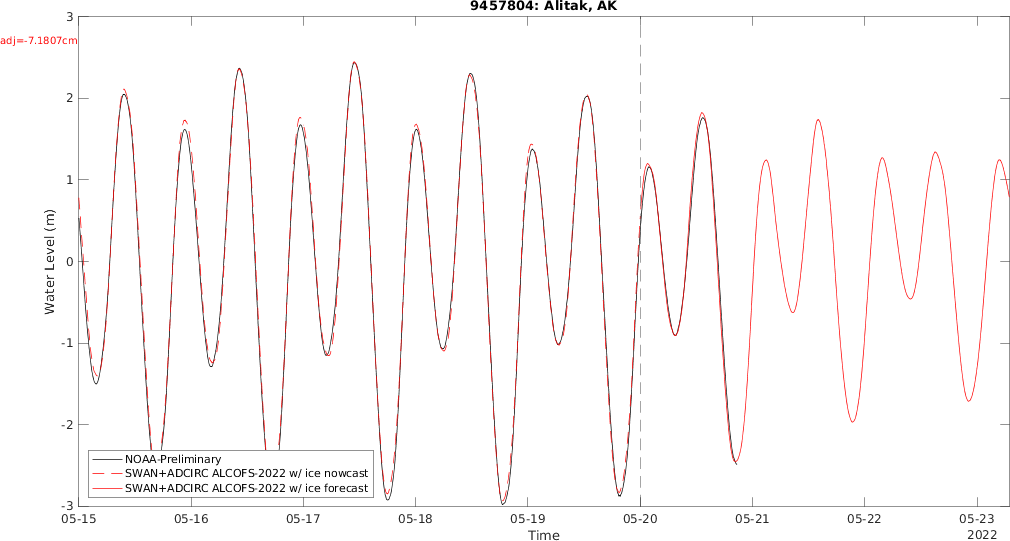 9457804: Alitak, AK
adj=-7.1807cm
3
2
1
0
-1
-2
-3
Water Level (m)
NOAA-Preliminary
SWAN+ADCIRC ALCOFS-2022 w/ ice nowcast
SWAN+ADCIRC ALCOFS-2022 w/ ice forecast
05-15 05-16 05-17 05-18 05-19 05-20 05-21 05-22 05-23
Time
2022